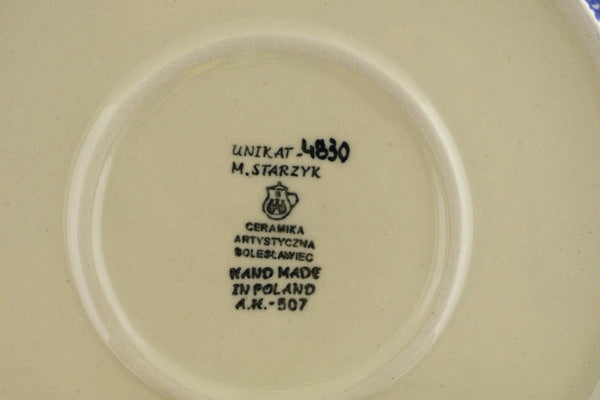 UNIKAT-4830
M. STARZYK
CERAMIKA
ARTYSTYCZNA
BOLESŁAWIEC
HAND MADE
IN POLAND
A.H.-507